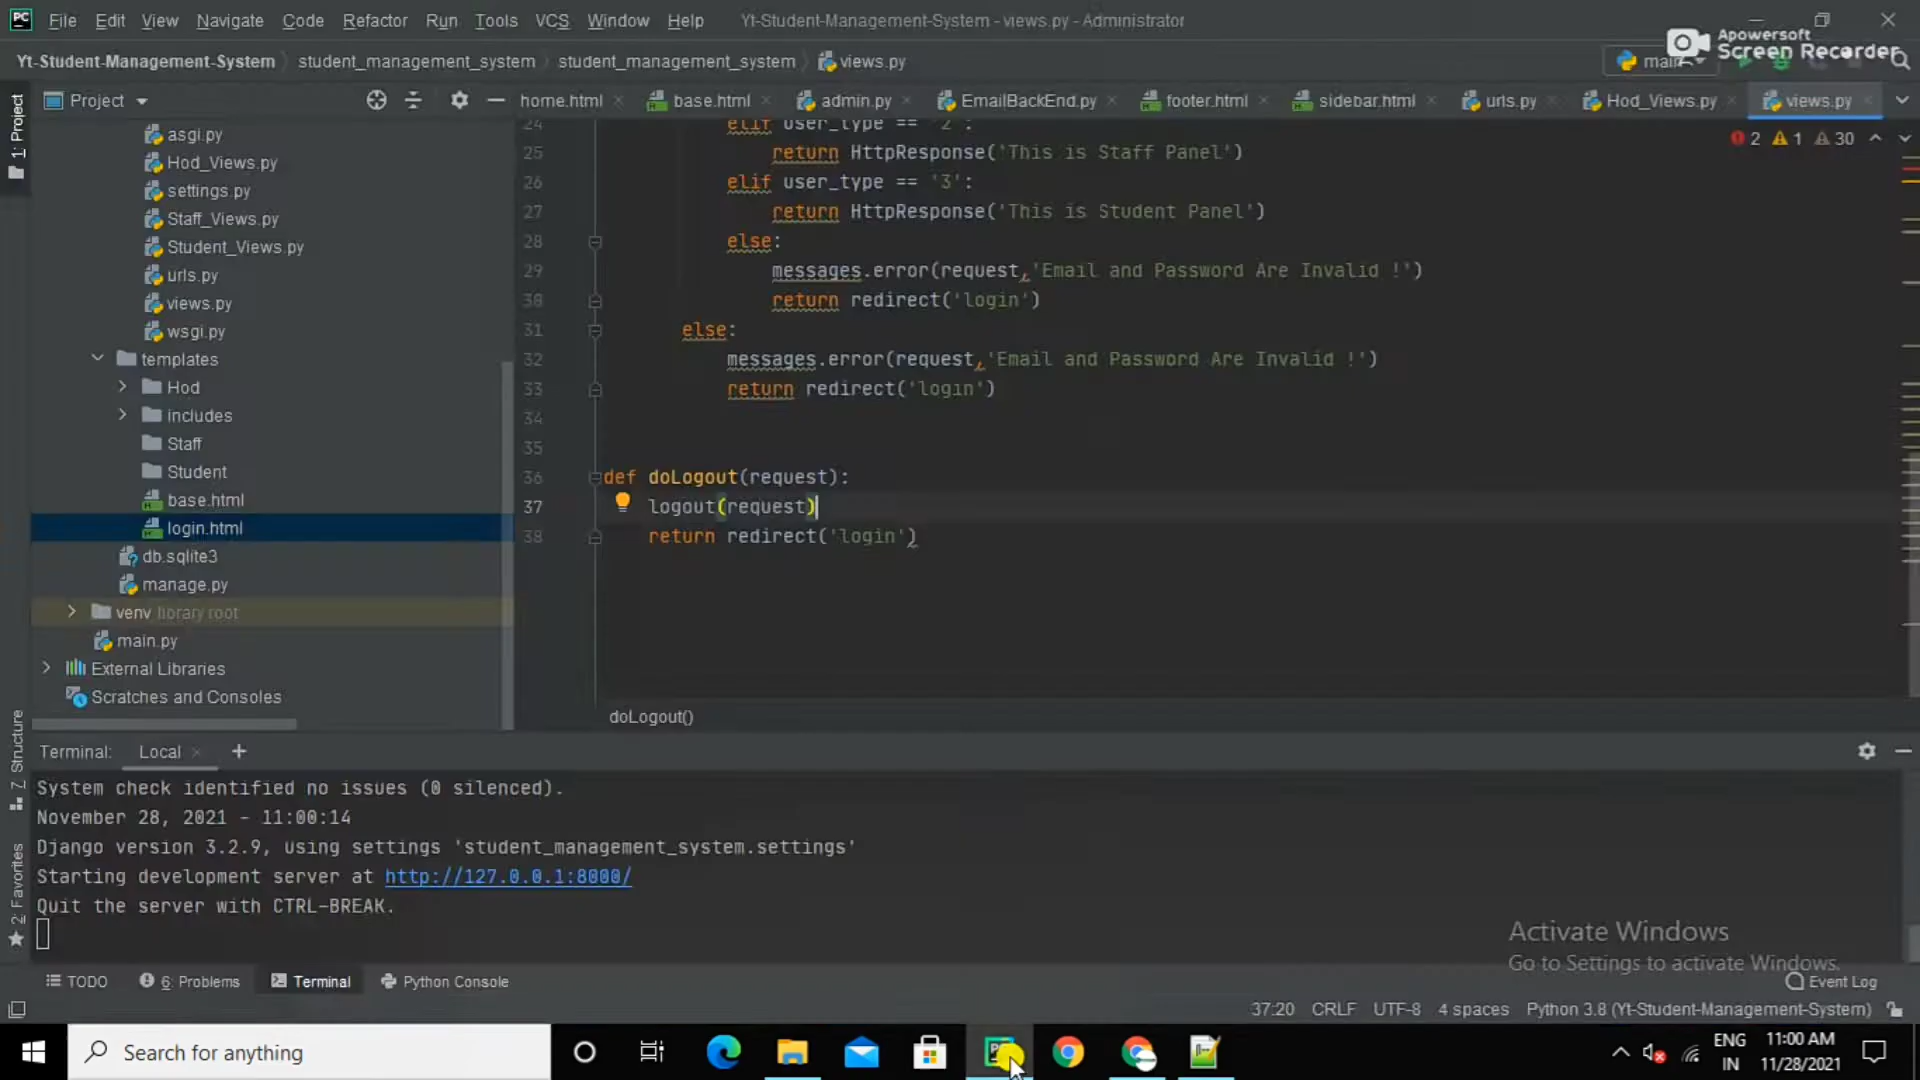 PC File Edit View Navigate Code Refactor Run Tools VCS Window Help Yt-Student-Management-System - views.py - Administrator
Apowersoft
Screen Recorder
Yt-Student-Management-System student_management_system student_management_system views.py main
Project home.html base.html admin.py EmailBackEnd.py footer.html sidebar.html urls.py Hod_Views.py views.py
1: Project
2 1 30
asgi.py
Hod_Views.py
settings.py
Staff_Views.py
Student_Views.py
urls.py
views.py
wsgi.py
templates
Hod
includes
Staff
Student
base.html
login.html
db.sqlite3
manage.py
venv library root
main.py
External Libraries
Scratches and Consoles
24 elif user_type == '2':
25 return HttpResponse('This is Staff Panel')
26 elif user_type == '3':
27 return HttpResponse('This is Student Panel')
28 else:
29 messages.error(request,'Email and Password Are Invalid !')
30 return redirect('login')
31 else:
32 messages.error(request,'Email and Password Are Invalid !')
33 return redirect('login')
34
35
36 def doLogout(request):
37 logout(request)
38 return redirect('login')
doLogout()
7: Structure
2: Favorites
Terminal: Local +
System check identified no issues (0 silenced).
November 28, 2021 - 11:00:14
Django version 3.2.9, using settings 'student_management_system.settings'
Starting development server at http://127.0.0.1:8000/
Quit the server with CTRL-BREAK.
Activate Windows
Go to Settings to activate Windows.
TODO 6: Problems Terminal Python Console Event Log
37:20 CRLF UTF-8 4 spaces Python 3.8 (Yt-Student-Management-System)
Search for anything
ENG
IN
11:00 AM
11/28/2021